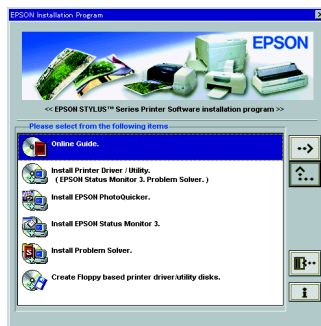 EPSON Installation Program
EPSON
<< EPSON STYLUS™ Series Printer Software installation program >>
Please select from the following items
Online Guide.
Install Printer Driver / Utility.
( EPSON Status Monitor 3. Problem Solver. )
Install EPSON PhotoQuicker.
Install EPSON Status Monitor 3.
Install Problem Solver.
Create Floppy based printer driver/utility disks.